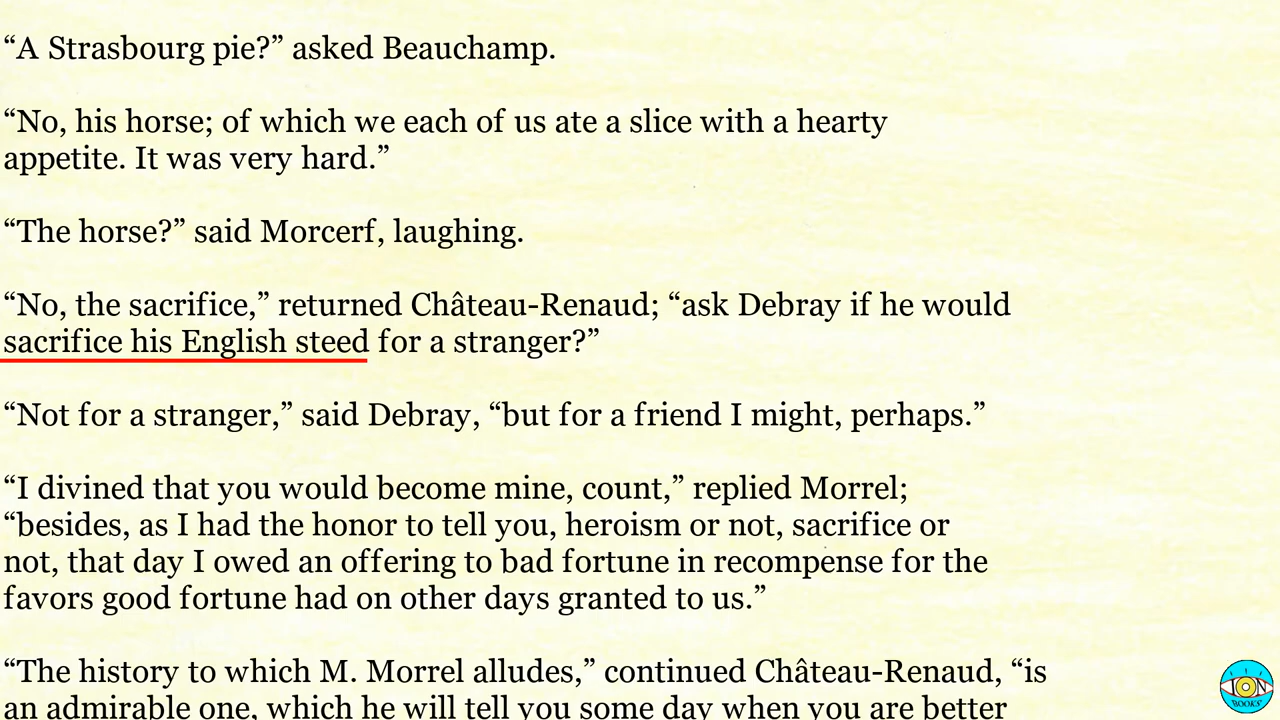 “A Strasbourg pie?” asked Beauchamp.
“No, his horse; of which we each of us ate a slice with a hearty
appetite. It was very hard.”
“The horse?” said Morcerf, laughing.
“No, the sacrifice,” returned Château-Renaud; “ask Debray if he would
sacrifice his English steed for a stranger?”
“Not for a stranger,” said Debray, “but for a friend I might, perhaps.”
“I divined that you would become mine, count,” replied Morrel;
“besides, as I had the honor to tell you, heroism or not, sacrifice or
not, that day I owed an offering to bad fortune in recompense for the
favors good fortune had on other days granted to us.”
“The history to which M. Morrel alludes,” continued Château-Renaud, “is
an admirable one, which he will tell you some day when you are better
ION
BOOKS